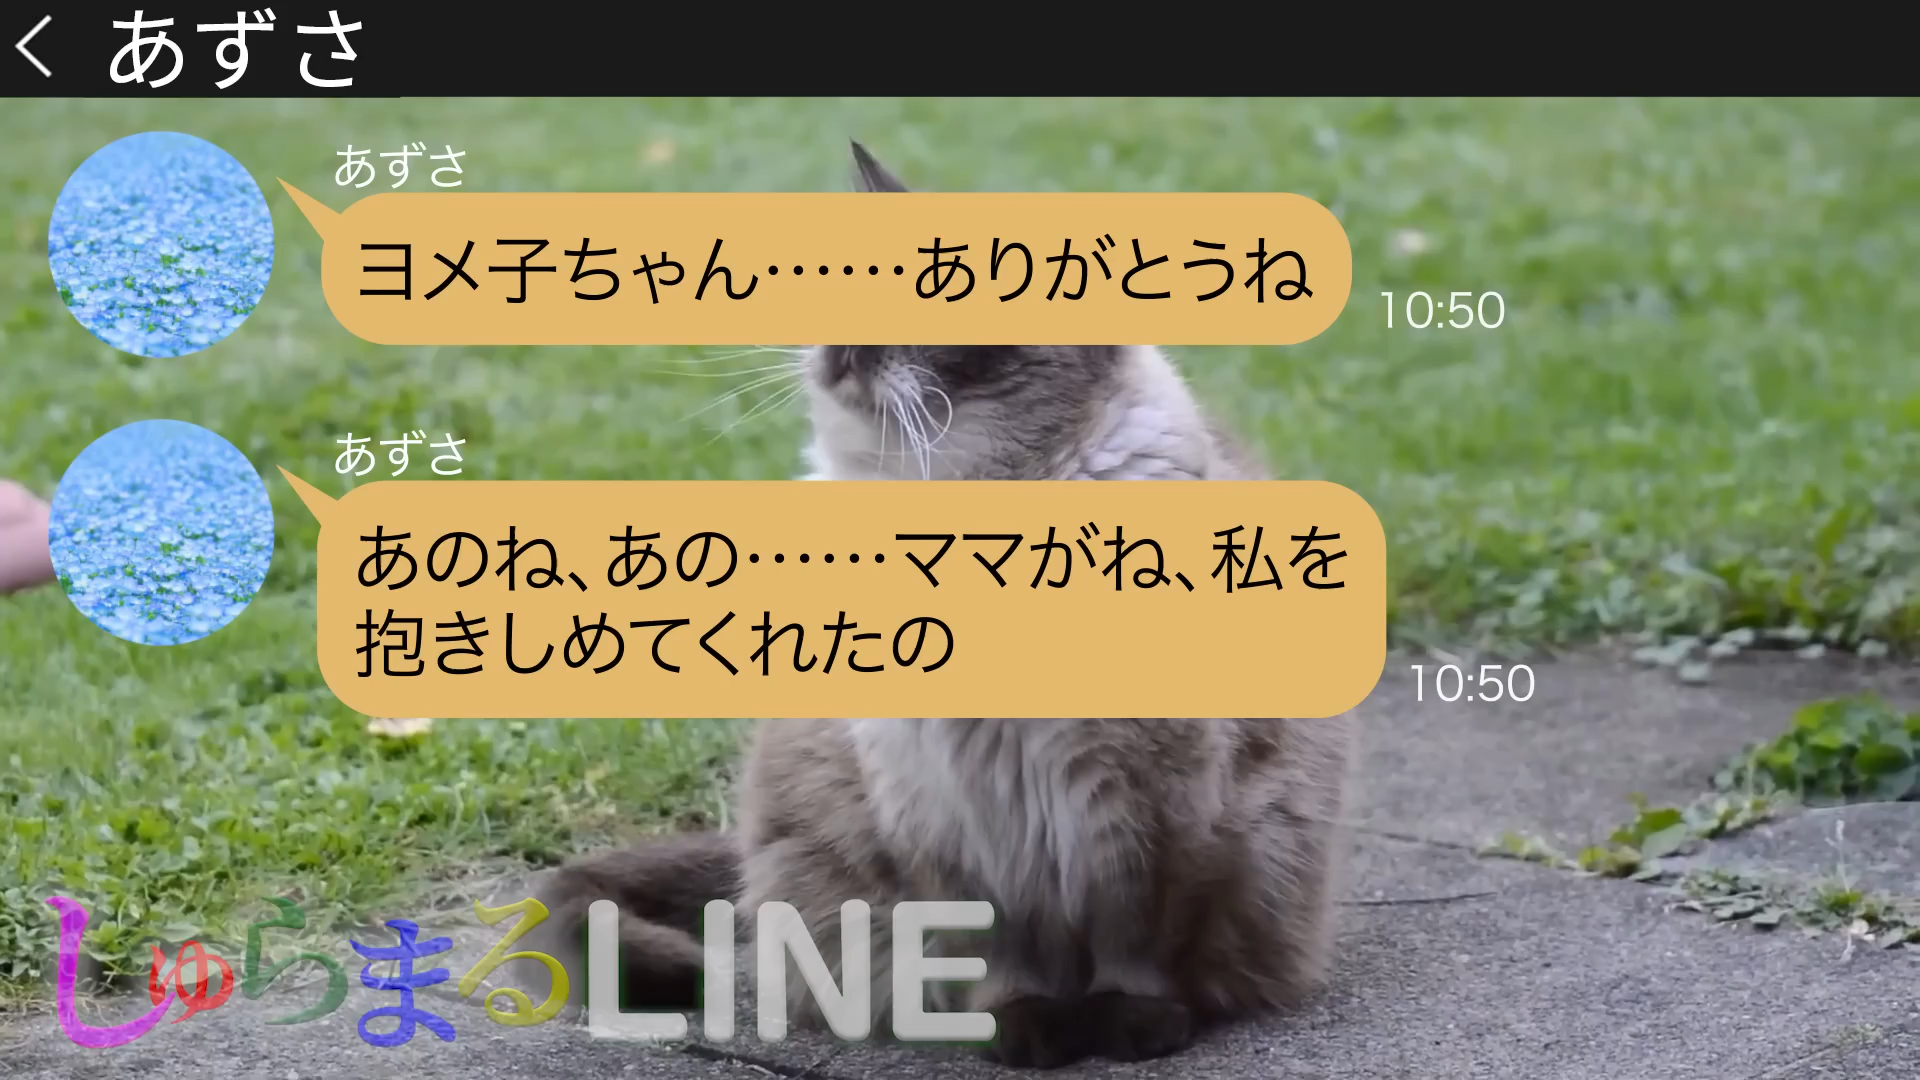 あずさ
あずさ
ヨメ子ちゃん……ありがとうね
10:50
あずさ
あのね、あの……ママがね、私を
抱きしめてくれたの
10:50
しゅらまるLINE